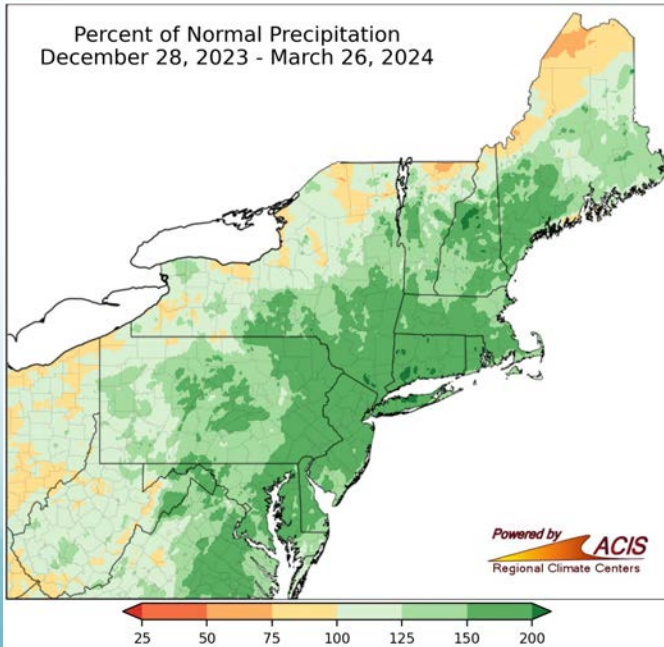 Percent of Normal Precipitation
December 28, 2023 - March 26, 2024
Powered by
ACIS
Regional Climate Centers
25 50 75 100 125 150 200